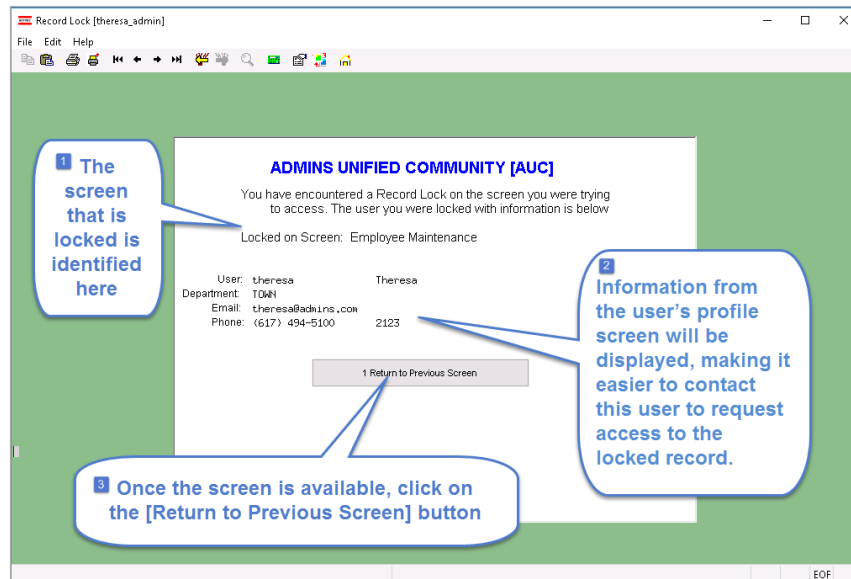 Record Lock [theresa_admin]
File Edit Help
ADMINS UNIFIED COMMUNITY [AUC]
You have encountered a Record Lock on the screen you were trying
to access. The user you were locked with information is below
Locked on Screen: Employee Maintenance
User: theresa Theresa
Department: TOWN
Email: theresa@admins.com
Phone: (617) 494-5100 2123
1 Return to Previous Screen
1 The
screen
that is
locked is
identified
here
2
Information from
the user's profile
screen will be
displayed, making it
easier to contact
this user to request
access to the
locked record.
3 Once the screen is available, click on
the [Return to Previous Screen] button
EOF